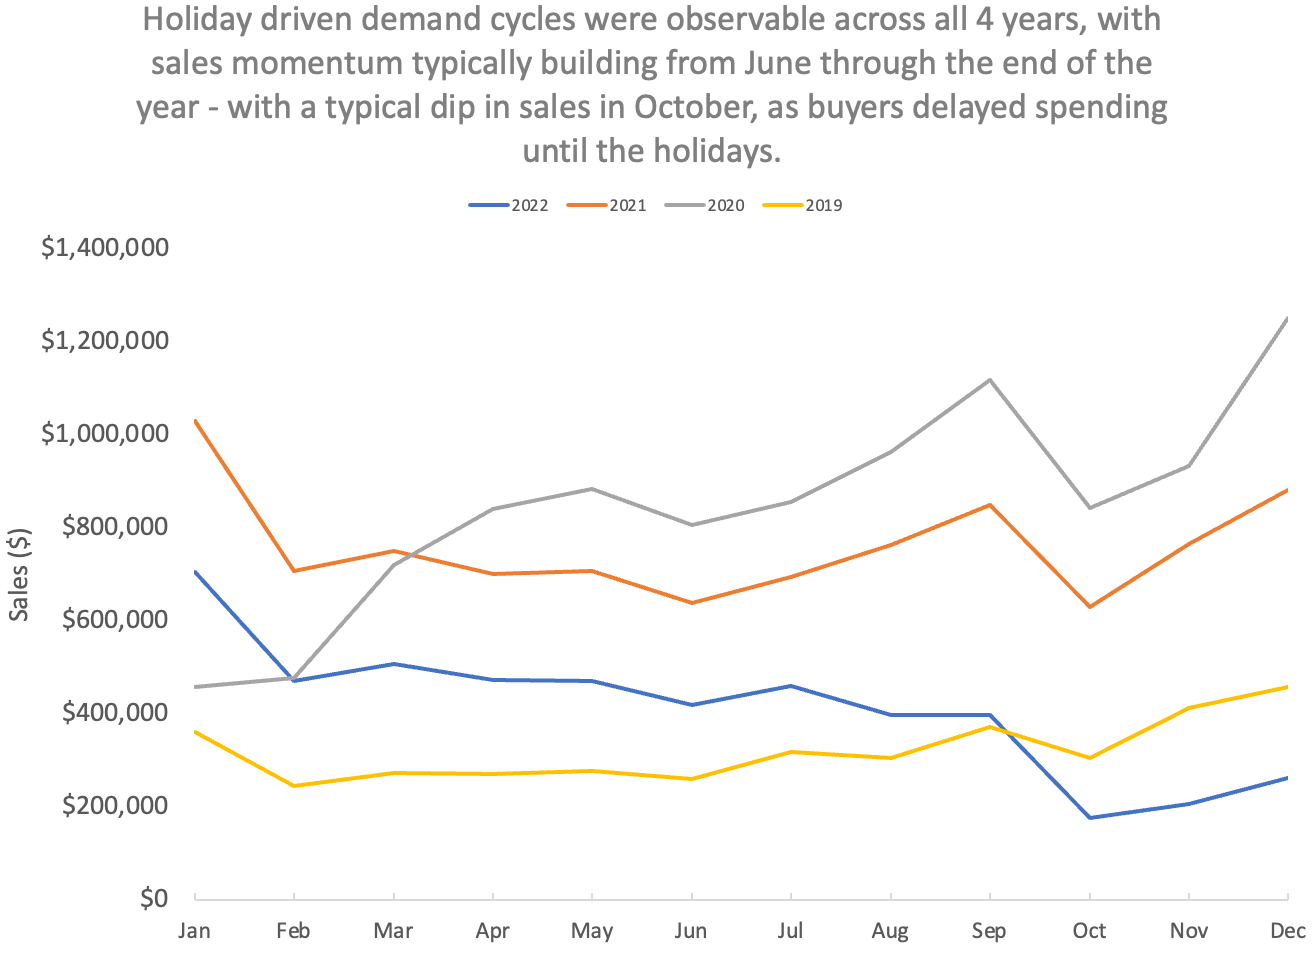 Holiday driven demand cycles were observable across all 4 years, with
sales momentum typically building from June through the end of the
year - with a typical dip in sales in October, as buyers delayed spending
until the holidays.
2022 2021 2020 2019
$1,400,000
$1,200,000
$1,000,000
$800,000
$600,000
$400,000
$200,000
$0
Sales ($)
Jan Feb Mar Apr May Jun Jul Aug Sep Oct Nov Dec